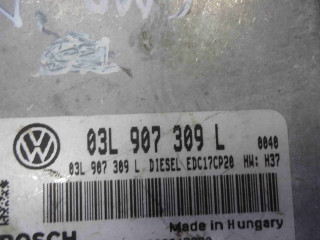 03L 907 309 L
0040
03L 907 309 L DIESEL EDC17CP20 HW: H37
Made in Hungary
BOSCH